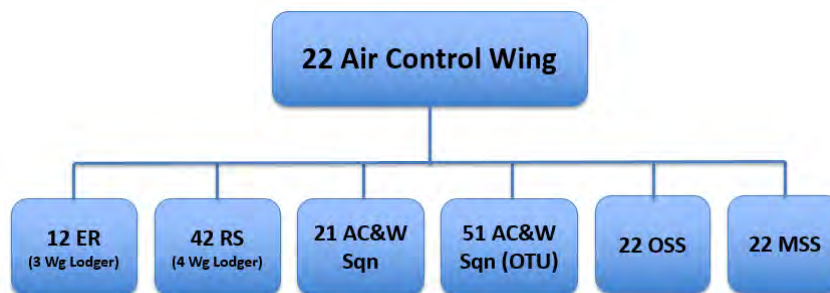 22 Air Control Wing
12 ER
(3 Wg Lodger)
42 RS
(4 Wg Lodger)
21 AC&W
Sqn
51 AC&W
Sqn (OTU)
22 OSS
22 MSS